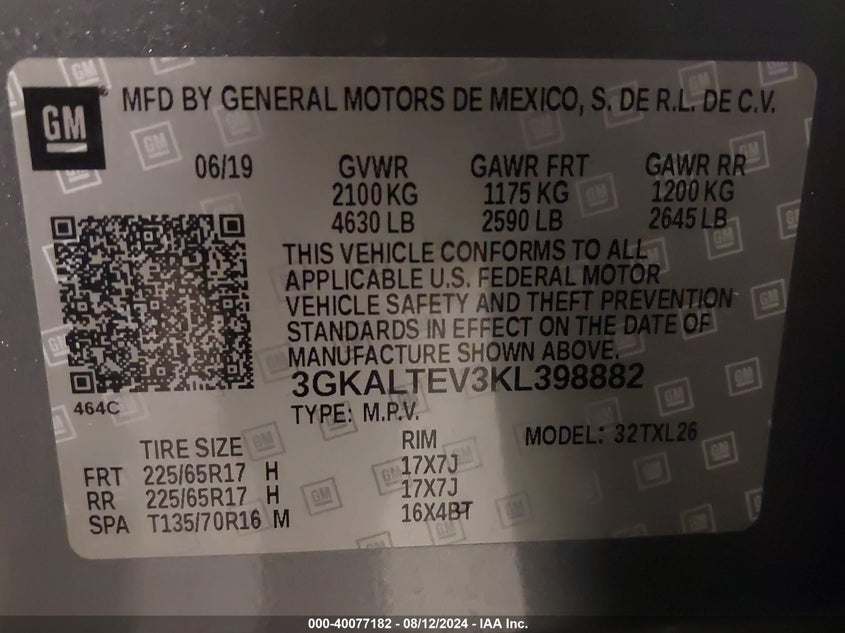 GM
MFD BY GENERAL MOTORS DE MEXICO, S. DE R.L. DE C.V.
06/19 GVWR GAWR FRT GAWR RR
2100 KG 1175 KG 1200 KG
4630 LB 2590 LB 2645 LB
THIS VEHICLE CONFORMS TO ALL
APPLICABLE U.S. FEDERAL MOTOR
VEHICLE SAFETY AND THEFT PREVENTION
STANDARDS IN EFFECT ON THE DATE OF
MANUFACTURE SHOWN ABOVE.
3GKALTEV3KL398882
464C
TYPE: M.P.V.
TIRE SIZE RIM MODEL: 32TXL26
FRT 225/65R17 H 17X7J
RR 225/65R17 H 17X7J
SPA T135/70R16 M 16X4BT
000-40077182 - 08/12/2024 - IAA Inc.